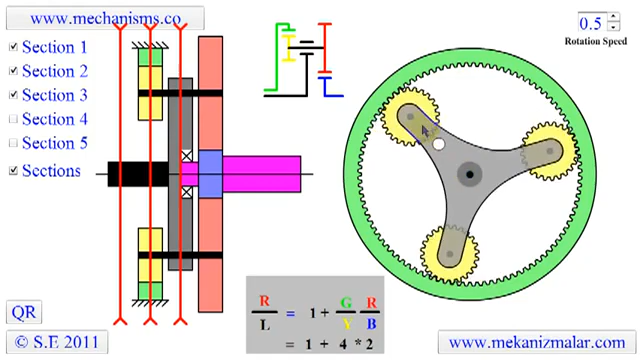 www.mechanisms.co
Section 1
Section 2
Section 3
Section 4
Section 5
Sections
0.5
Rotation Speed
R/L = 1 + G/Y R/B
= 1 + 4 * 2
QR
© S.E 2011
www.mekanizmalar.com